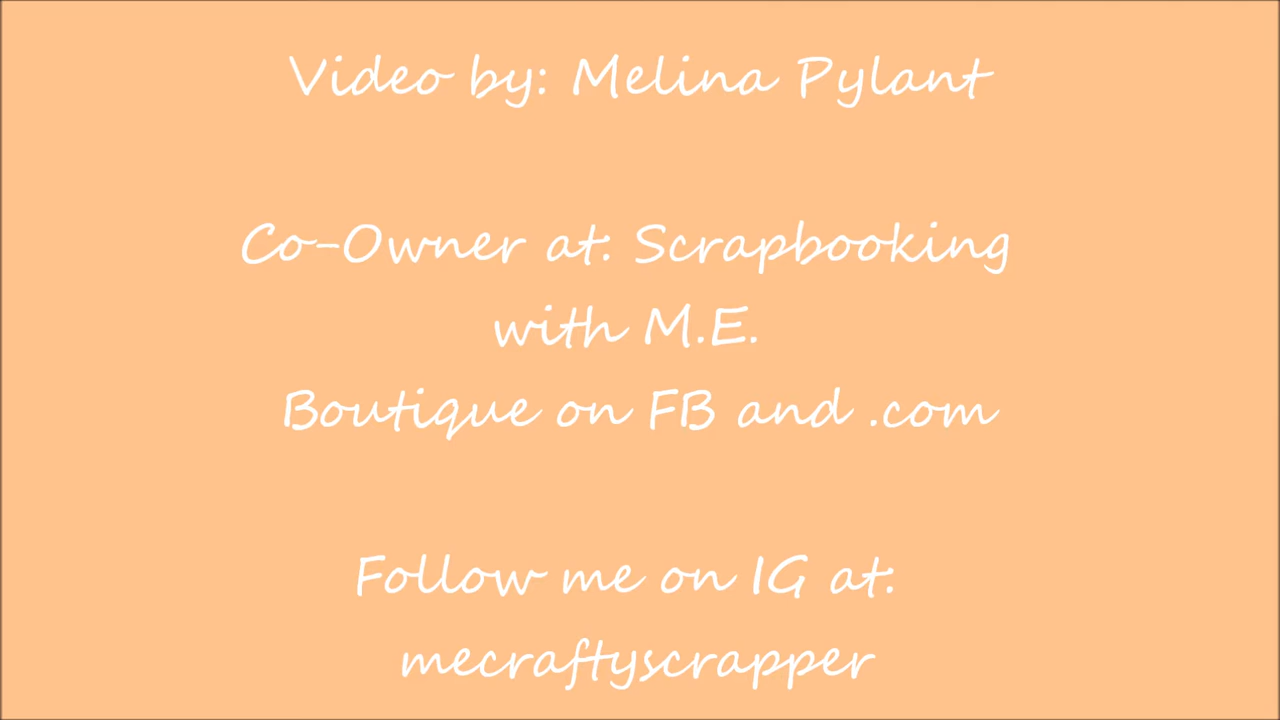 Video by: Melina Pylant
Co-Owner at: Scrapbooking
with M.E.
Boutique on FB and .com
Follow me on IG at:
mecraftyscrapper